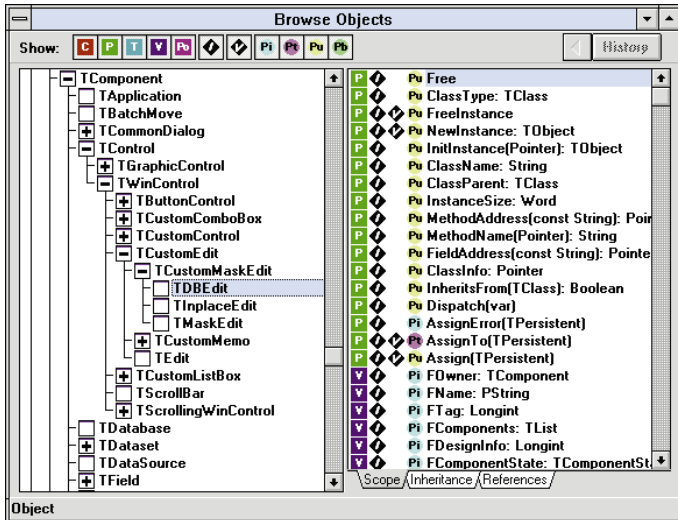 Browse Objects
Show: C P T V Po Pi Pt Pu Pb History
TComponent
TApplication
TBatchMove
TCommonDialog
TControl
TGraphicControl
TWinControl
TButtonControl
TCustomComboBox
TCustomControl
TCustomEdit
TCustomMaskEdit
TDBEdit
TInplaceEdit
TMaskEdit
TCustomMemo
TEdit
TCustomListBox
TScrollBar
TScrollingWinControl
TDatabase
TDataset
TDataSource
TField
P Pu Free
P Pu ClassType: TClass
P Pu FreeInstance
P Pu NewInstance: TObject
P Pu InitInstance(Pointer): TObject
P Pu ClassName: String
P Pu ClassParent: TClass
P Pu InstanceSize: Word
P Pu MethodAddress(const String): Poir
P Pu MethodName(Pointer): String
P Pu FieldAddress(const String): Pointe
P Pu ClassInfo: Pointer
P Pu InheritsFrom(TClass): Boolean
P Pu Dispatch(var)
P Pi AssignError(TPersistent)
P Pt AssignTo(TPersistent)
P Pu Assign(TPersistent)
V Pi FOwner: TComponent
V Pi FName: PString
V Pi FTag: Longint
V Pi FComponents: TList
V Pi FDesignInfo: Longint
V Pi FComponentState: TComponentSt
Scope Inheritance References
Object